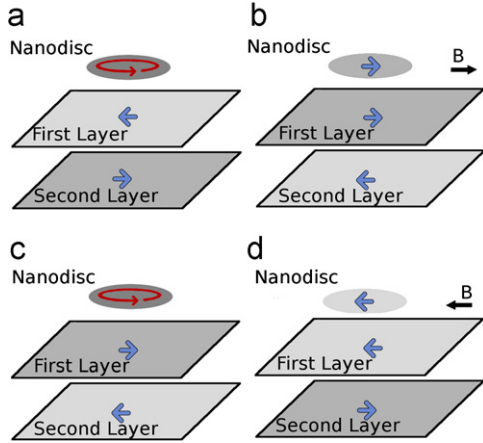 a
Nanodisc
First Layer
Second Layer
b
Nanodisc
B
First Layer
Second Layer
c
Nanodisc
First Layer
Second Layer
d
Nanodisc
B
First Layer
Second Layer